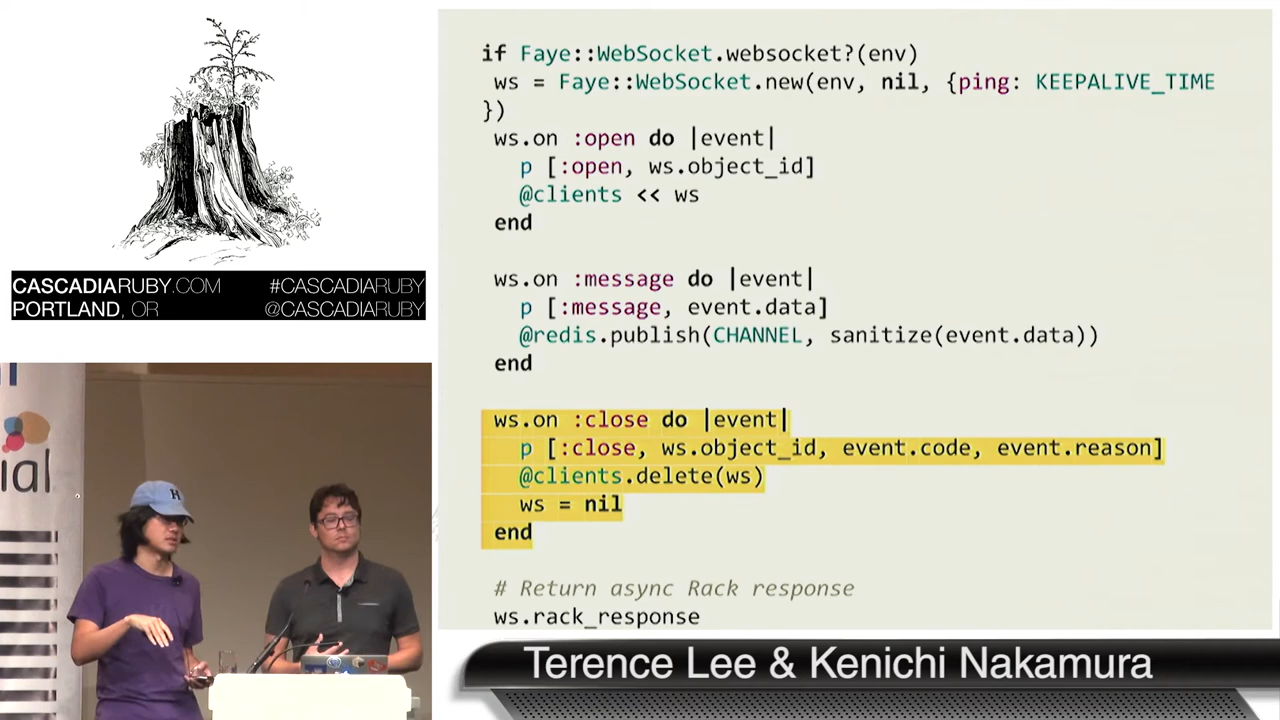 CASCADIARUBY.COM #CASCADIARUBY
PORTLAND, OR @CASCADIARUBY
ial
H
if Faye::WebSocket.websocket?(env)
ws = Faye::WebSocket.new(env, nil, {ping: KEEPALIVE_TIME
})
ws.on :open do |event|
p [:open, ws.object_id]
@clients << ws
end
ws.on :message do |event|
p [:message, event.data]
@redis.publish(CHANNEL, sanitize(event.data))
end
ws.on :close do |event|
p [:close, ws.object_id, event.code, event.reason]
@clients.delete(ws)
ws = nil
end
# Return async Rack response
ws.rack_response
Terence Lee & Kenichi Nakamura